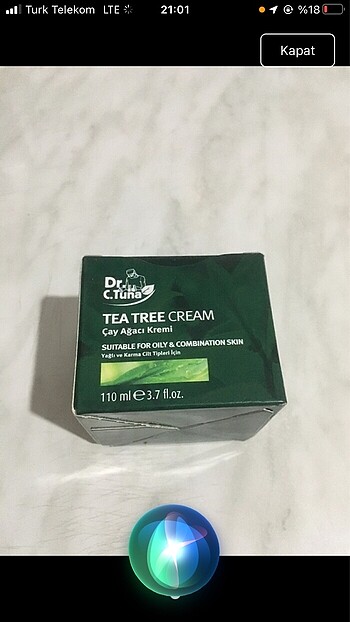 Turk Telekom LTE 21:01 %18
Kapat
Dr.
C.Tuna
TEA TREE CREAM
Çay Ağacı Kremi
SUITABLE FOR OILY & COMBINATION SKIN
Yağlı ve Karma Cilt Tipleri İçin
110 ml ℮ 3.7 fl.oz.